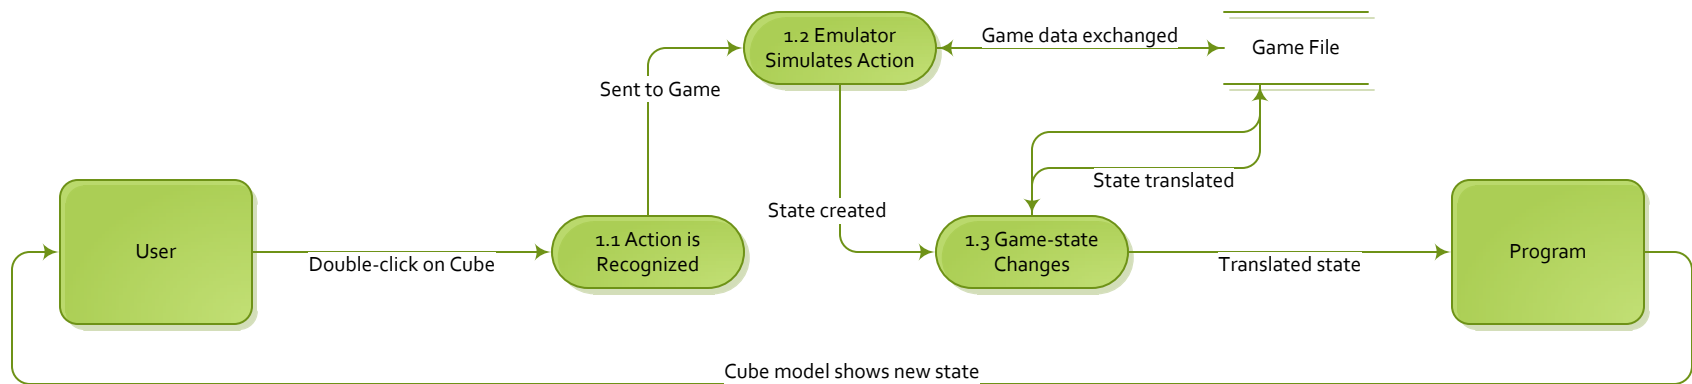 1.2 Emulator
Simulates Action
Game data exchanged
Game File
Sent to Game
State translated
State created
User
Double-click on Cube
1.1 Action is
Recognized
1.3 Game-state
Changes
Translated state
Program
Cube model shows new state